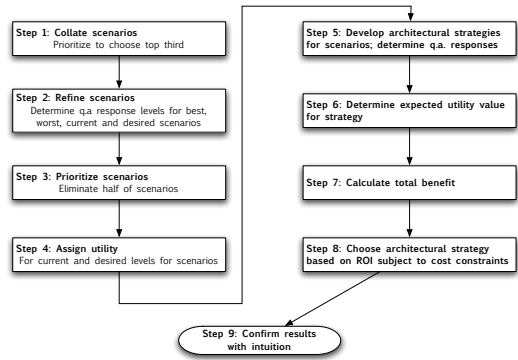 Step 1: Collate scenarios
Prioritize to choose top third
Step 2: Refine scenarios
Determine q.a response levels for best,
worst, current and desired scenarios
Step 3: Prioritize scenarios
Eliminate half of scenarios
Step 4: Assign utility
For current and desired levels for scenarios
Step 5: Develop architectural strategies
for scenarios; determine q.a. responses
Step 6: Determine expected utility value
for strategy
Step 7: Calculate total benefit
Step 8: Choose architectural strategy
based on ROI subject to cost constraints
Step 9: Confirm results
with intuition